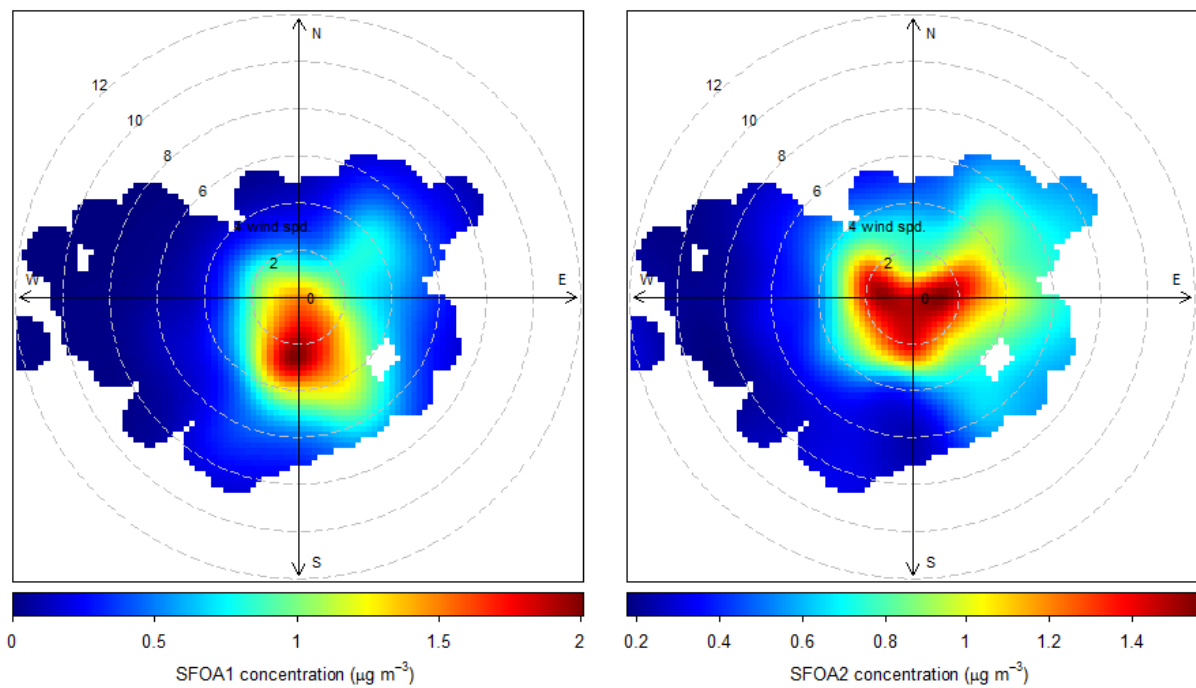 N
12
10
8
6
4 wind spd.
2
W
0
E
S
0 0.5 1 1.5 2
SFOA1 concentration (μg m⁻³)
N
12
10
8
6
4 wind spd.
2
W
0
E
S
0.2 0.4 0.6 0.8 1 1.2 1.4
SFOA2 concentration (μg m⁻³)